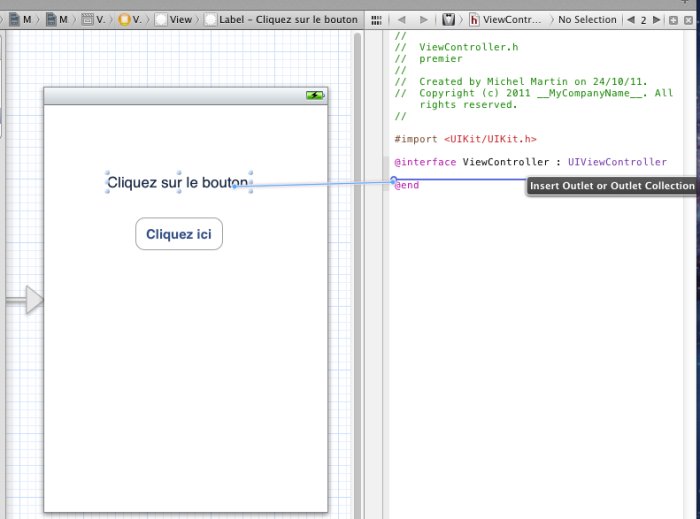 M
M
V.
V.
View
Label – Cliquez sur le bouton
ViewContr...
No Selection
2
//
// ViewController.h
// premier
//
// Created by Michel Martin on 24/10/11.
// Copyright (c) 2011 __MyCompanyName__. All
rights reserved.
//
#import <UIKit/UIKit.h>
@interface ViewController : UIViewController
@end
Insert Outlet or Outlet Collection
Cliquez sur le bouton
Cliquez ici